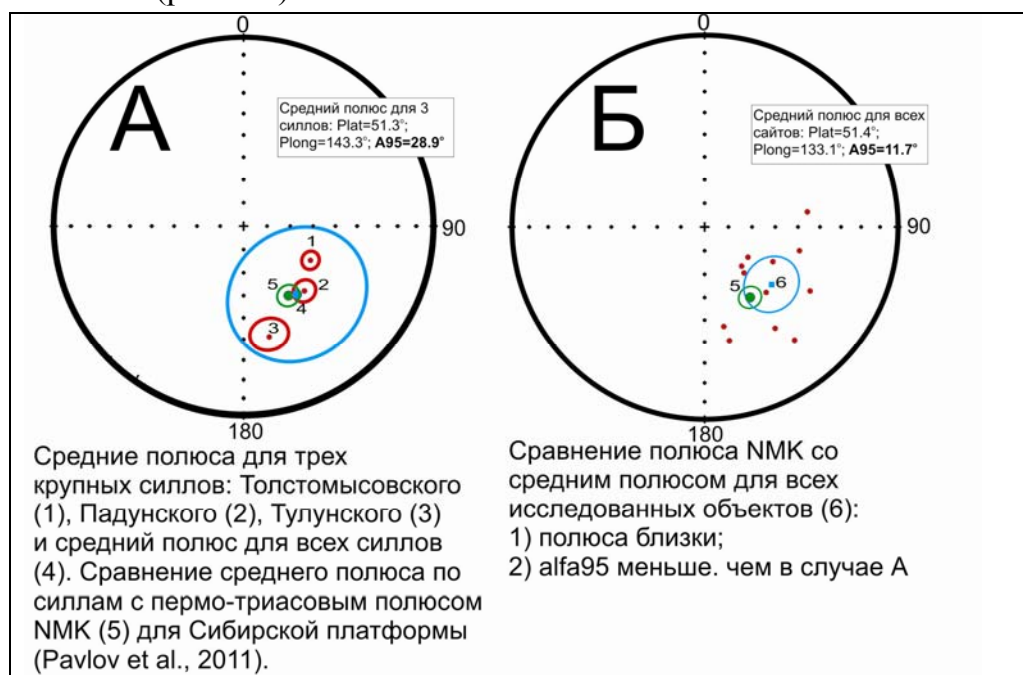 (р
0
А
Средний полюс для 3
силлов: Plat=51.3°;
Plong=143.3°; A95=28.9°
90
1
2
5
4
3
180
Средние полюса для трех
крупных силлов: Толстомысовского
(1), Падунского (2), Тулунского (3)
и средний полюс для всех силлов
(4). Сравнение среднего полюса по
силлам с пермо-триасовым полюсом
NMK (5) для Сибирской платформы
(Pavlov et al., 2011).
0
Б
Средний полюс для всех
сайтов: Plat=51.4°;
Plong=133.1°; A95=11.7°
90
5
6
180
Сравнение полюса NMK со
средним полюсом для всех
исследованных объектов (6):
1) полюса близки;
2) alfa95 меньше. чем в случае А